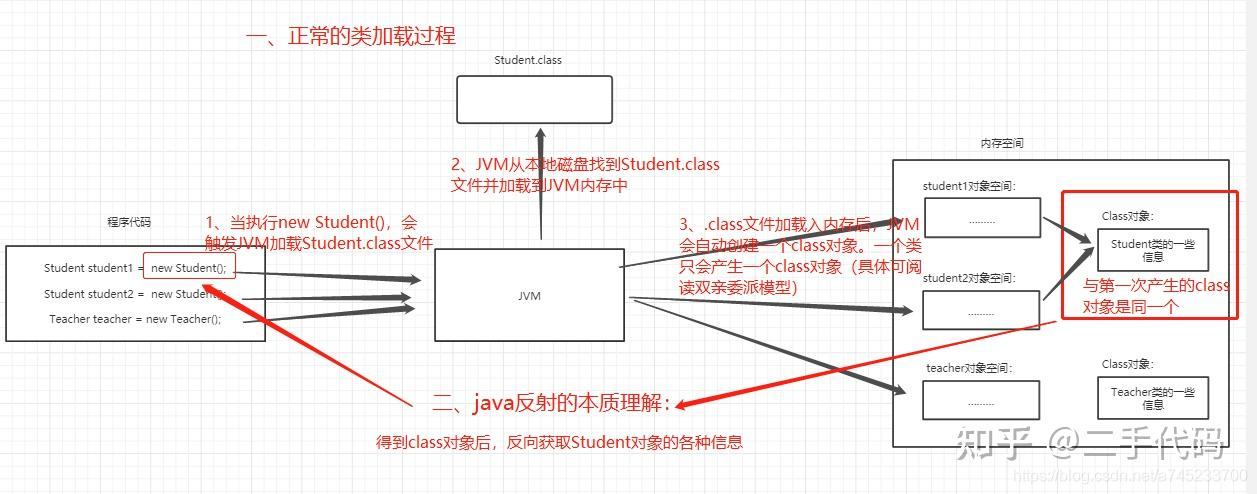 一、正常的类加载过程
Student.class
2、JVM从本地磁盘找到Student.class
文件并加载到JVM内存中
内存空间
程序代码
1、当执行new Student()，会
触发JVM加载Student.class文件
Student student1 = new Student();
Student student2 = new Student();
Teacher teacher = new Teacher();
JVM
3、.class文件加载入内存后，JVM
会自动创建一个class对象。一个类
只会产生一个class对象（具体可阅
读双亲委派模型）
student1对象空间：
.........
student2对象空间：
.........
teacher对象空间：
.........
Class对象：
Student类的一些
信息
与第一次产生的class
对象是同一个
Class对象：
Teacher类的一些
信息
二、java反射的本质理解：
得到class对象后，反向获取Student对象的各种信息
知乎 @二手代码
https://blog.csdn.net/a745233700